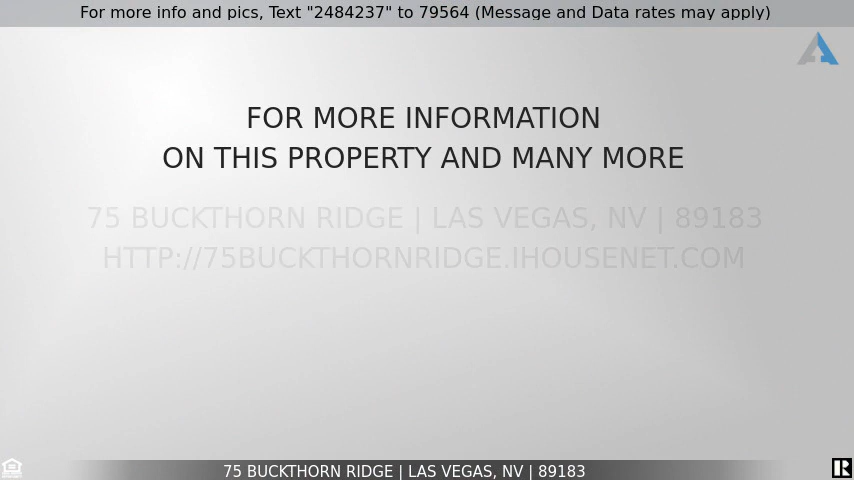 For more info and pics, Text "2484237" to 79564 (Message and Data rates may apply)
FOR MORE INFORMATION
ON THIS PROPERTY AND MANY MORE
75 BUCKTHORN RIDGE | LAS VEGAS, NV | 89183
HTTP://75BUCKTHORNRIDGE.IHOUSENET.COM
75 BUCKTHORN RIDGE | LAS VEGAS, NV | 89183